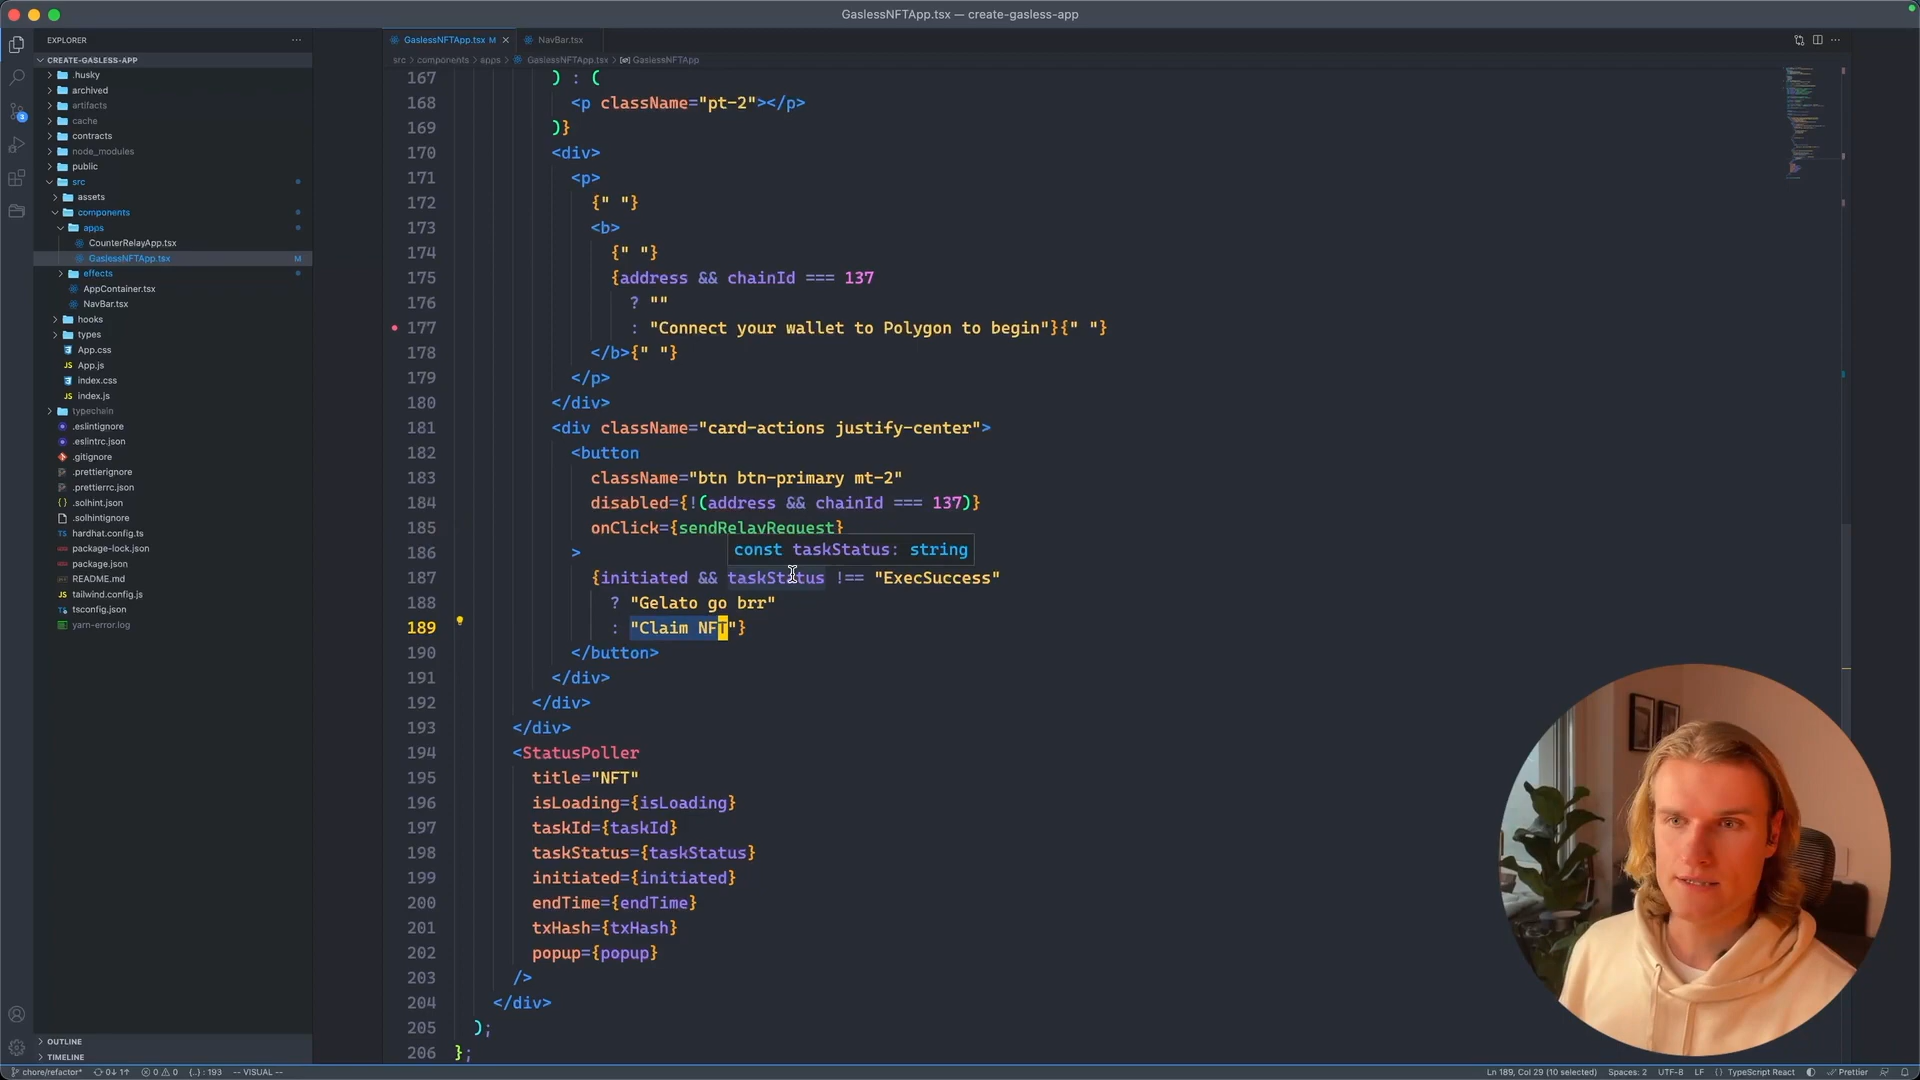 GaslessNFTApp.tsx — create-gasless-app
EXPLORER
CREATE-GASLESS-APP
.husky
archived
artifacts
cache
contracts
node_modules
public
src
assets
components
apps
CounterRelayApp.tsx
GaslessNFTApp.tsx M
effects
AppContainer.tsx
NavBar.tsx
hooks
types
App.css
App.js
index.css
index.js
typechain
.eslintignore
.eslintrc.json
.gitignore
.prettierignore
.prettierrc.json
.solhint.json
.solhintignore
hardhat.config.ts
package-lock.json
package.json
README.md
tailwind.config.js
tsconfig.json
yarn-error.log
OUTLINE
TIMELINE
3
GaslessNFTApp.tsx M
NavBar.tsx
src > components > apps > GaslessNFTApp.tsx > GaslessNFTApp
167 ) : (
168 <p className="pt-2"></p>
169 )}
170 <div>
171 <p>
172 {" "}
173 <b>
174 {" "}
175 {address && chainId === 137
176 ? ""
177 : "Connect your wallet to Polygon to begin"}{" "}
178 </b>{" "}
179 </p>
180 </div>
181 <div className="card-actions justify-center">
182 <button
183 className="btn btn-primary mt-2"
184 disabled={!(address && chainId === 137)}
185 onClick={sendRelayRequest}
const taskStatus: string
186 >
187 {initiated && taskStatus !== "ExecSuccess"
188 ? "Gelato go brr"
189 : "Claim NFT"}
190 </button>
191 </div>
192 </div>
193 </div>
194 <StatusPoller
195 title="NFT"
196 isLoading={isLoading}
197 taskId={taskId}
198 taskStatus={taskStatus}
199 initiated={initiated}
200 endTime={endTime}
201 txHash={txHash}
202 popup={popup}
203 />
204 </div>
205 );
206 };
chore/refactor* 0↓ 1↑ 0 0 {..} : 193 -- VISUAL -- Ln 189, Col 29 (10 selected) Spaces: 2 UTF-8 LF {} TypeScript React Prettier